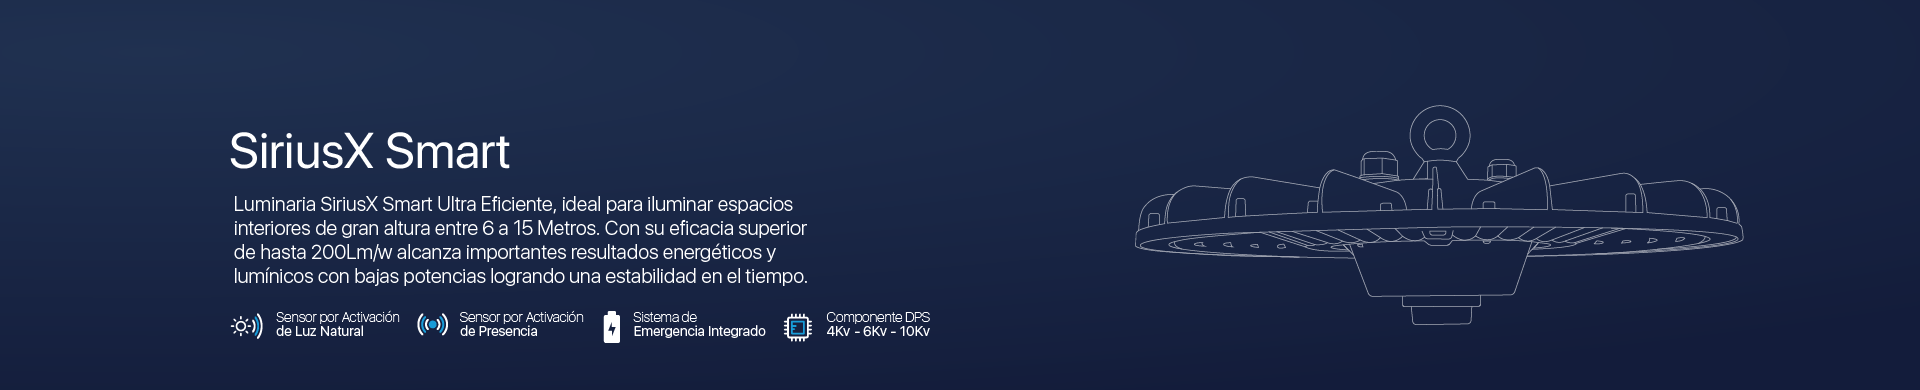 SiriusX Smart
Luminaria SiriusX Smart Ultra Eficiente, ideal para iluminar espacios
interiores de gran altura entre 6 a 15 Metros. Con su eficacia superior
de hasta 200Lm/w alcanza importantes resultados energéticos y
lumínicos con bajas potencias logrando una estabilidad en el tiempo.
Sensor por Activación
de Luz Natural
Sensor por Activación
de Presencia
Sistema de
Emergencia Integrado
Componente DPS
4Kv - 6Kv - 10Kv